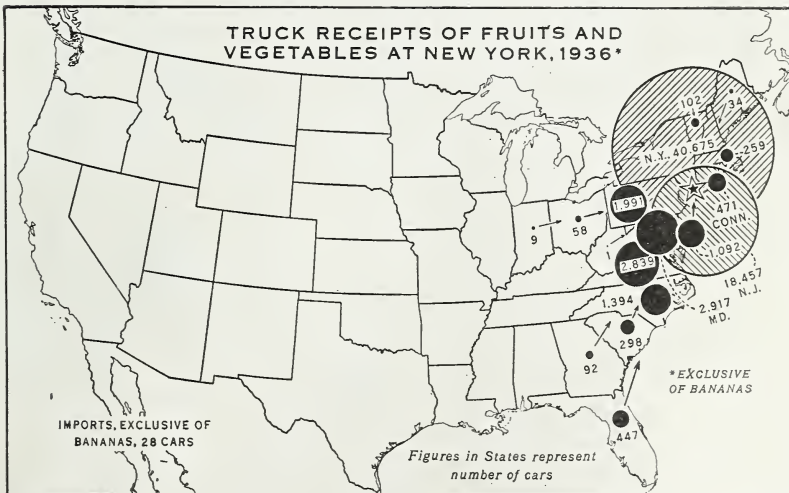 TRUCK RECEIPTS OF FRUITS AND
VEGETABLES AT NEW YORK, 1936*
102
34
N.Y. 40.675
259
1.991
471
CONN.
9
58
1
1.092
2.839
18.457
N.J.
1.394
2.917
MD.
298
92
*EXCLUSIVE
OF BANANAS
IMPORTS, EXCLUSIVE OF
BANANAS, 28 CARS
447
Figures in States represent
number of cars